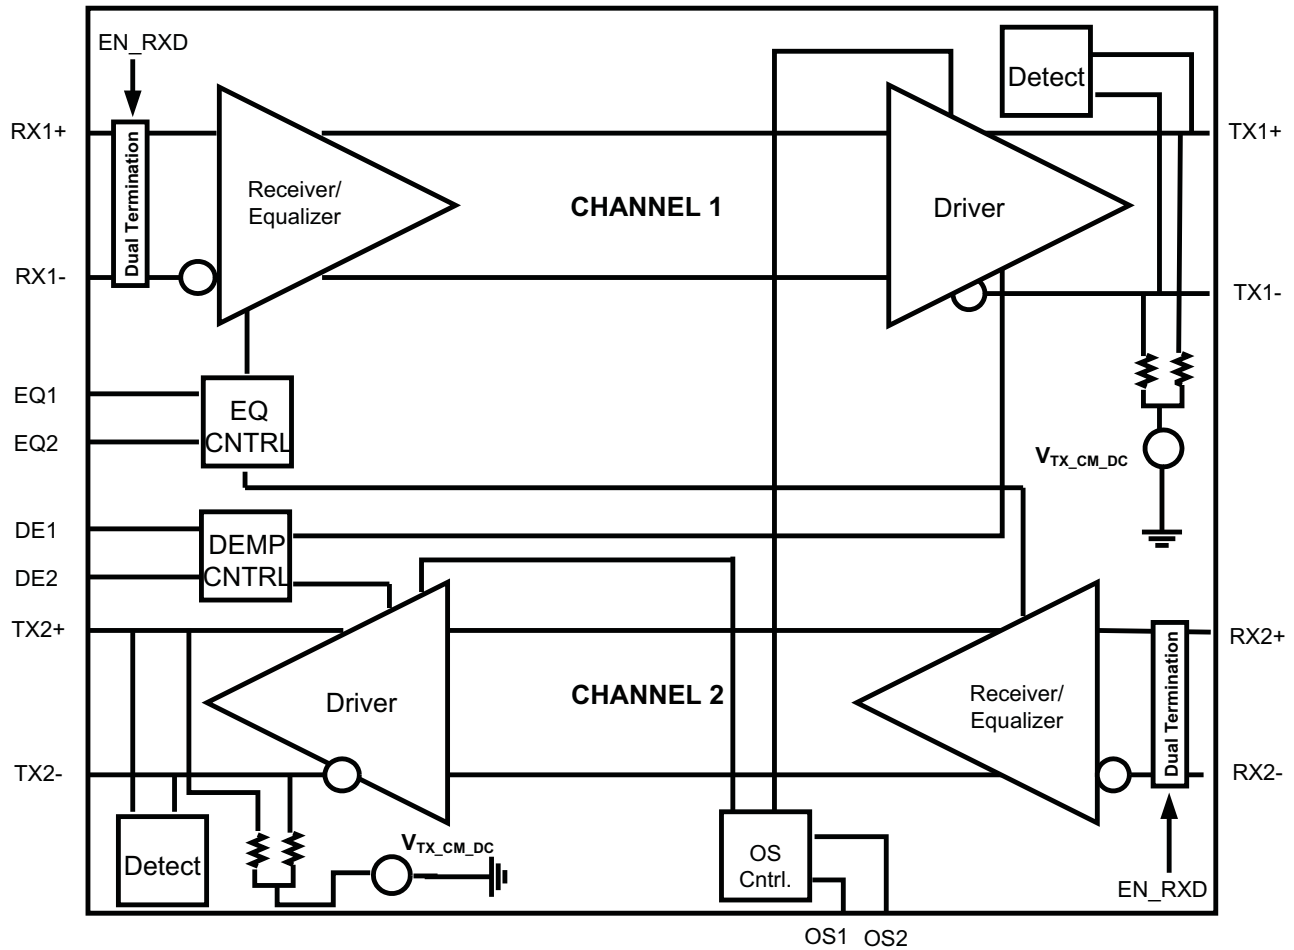 EN_RXD
Detect
RX1+
TX1+
Dual Termination
Receiver/
Equalizer
CHANNEL 1
Driver
RX1-
TX1-
EQ1
EQ
CNTRL
EQ2
VTX_CM_DC
DE1
DEMP
CNTRL
DE2
TX2+
RX2+
Driver
CHANNEL 2
Receiver/
Equalizer
Dual Termination
TX2-
RX2-
Detect
VTX_CM_DC
OS
Cntrl.
EN_RXD
OS1
OS2